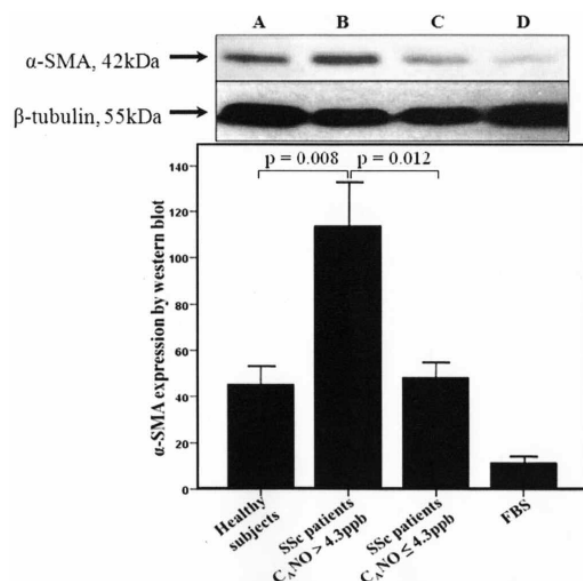 A B C D
α-SMA, 42kDa
β-tubulin, 55kDa
p = 0.008 p = 0.012
α-SMA expression by western blot
140
120
100
80
60
40
20
0
Healthy
subjects
SSc patients
CANO > 4.3ppb
SSc patients
CANO ≤ 4.3ppb
FBS